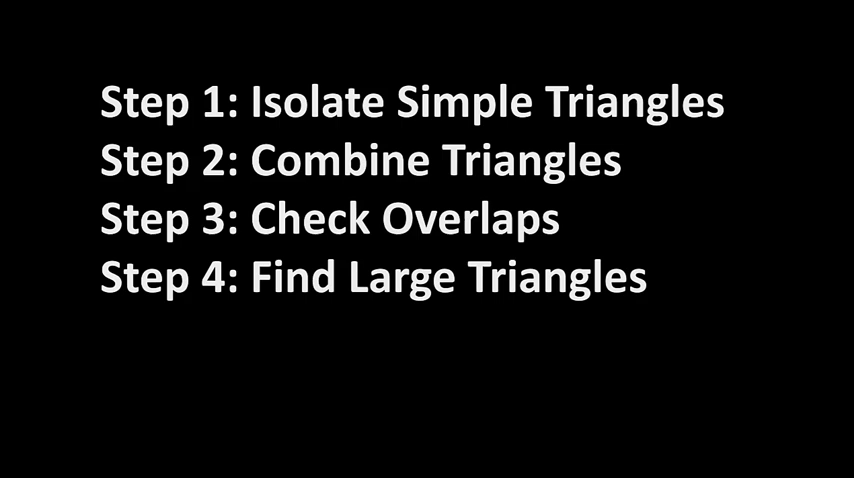 Step 1: Isolate Simple Triangles
Step 2: Combine Triangles
Step 3: Check Overlaps
Step 4: Find Large Triangles